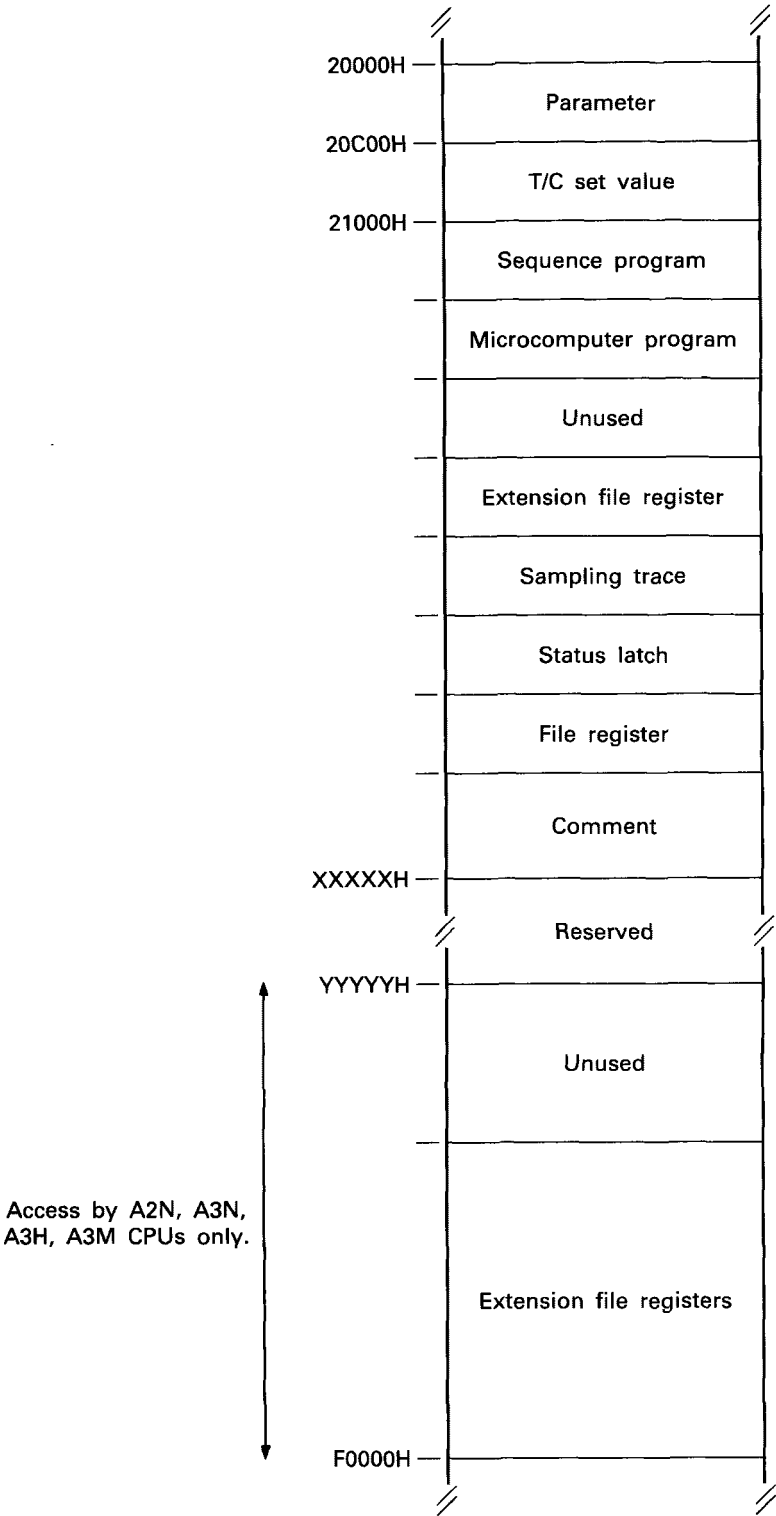 20000H
Parameter
20C00H
T/C set value
21000H
Sequence program
Microcomputer program
Unused
Extension file register
Sampling trace
Status latch
File register
Comment
XXXXXH
Reserved
YYYYYH
Unused
Access by A2N, A3N,
A3H, A3M CPUs only.
Extension file registers
F0000H